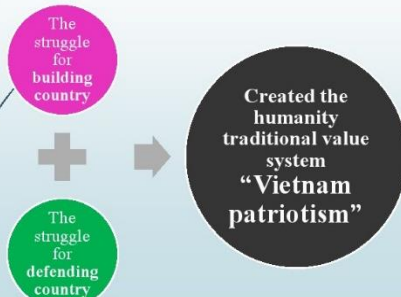 The
struggle
for
building
country
The
struggle
for
defending
country
Created the
humanity
traditional value
system
“Vietnam
patriotism”